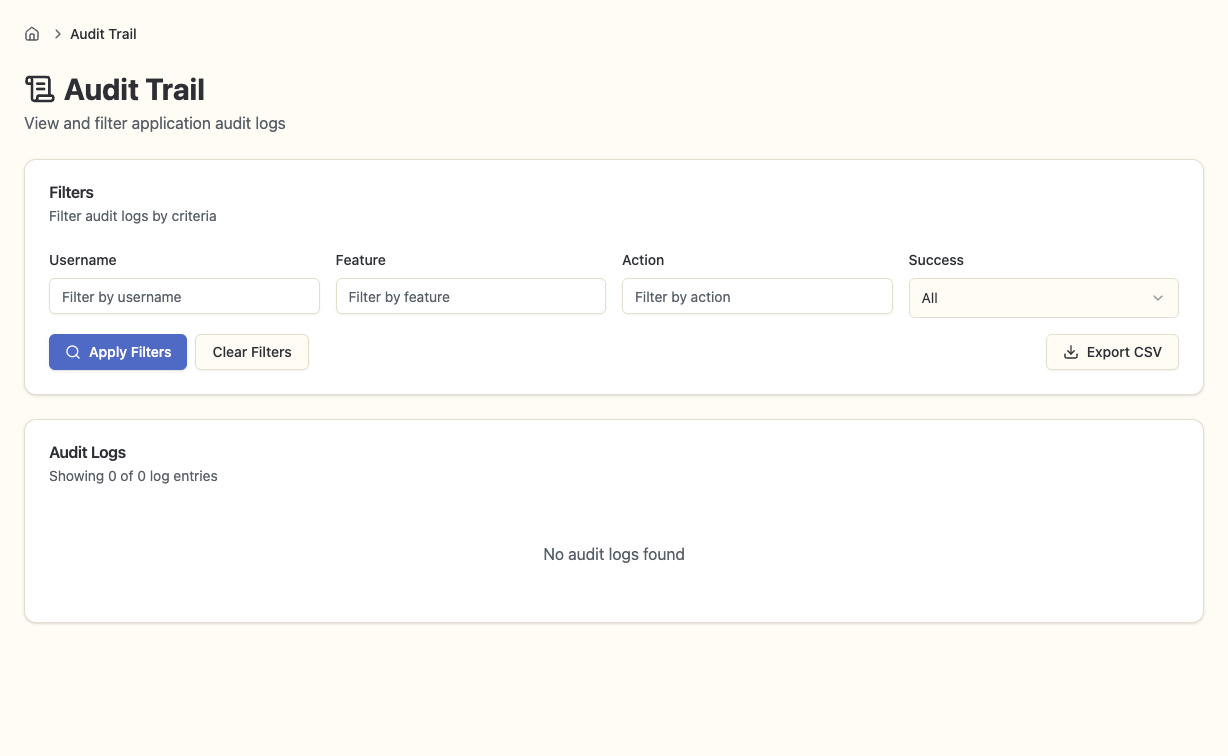 Audit Trail
Audit Trail
View and filter application audit logs
Filters
Filter audit logs by criteria
Username Feature Action Success
Filter by username Filter by feature Filter by action All
Apply Filters Clear Filters Export CSV
Audit Logs
Showing 0 of 0 log entries
No audit logs found